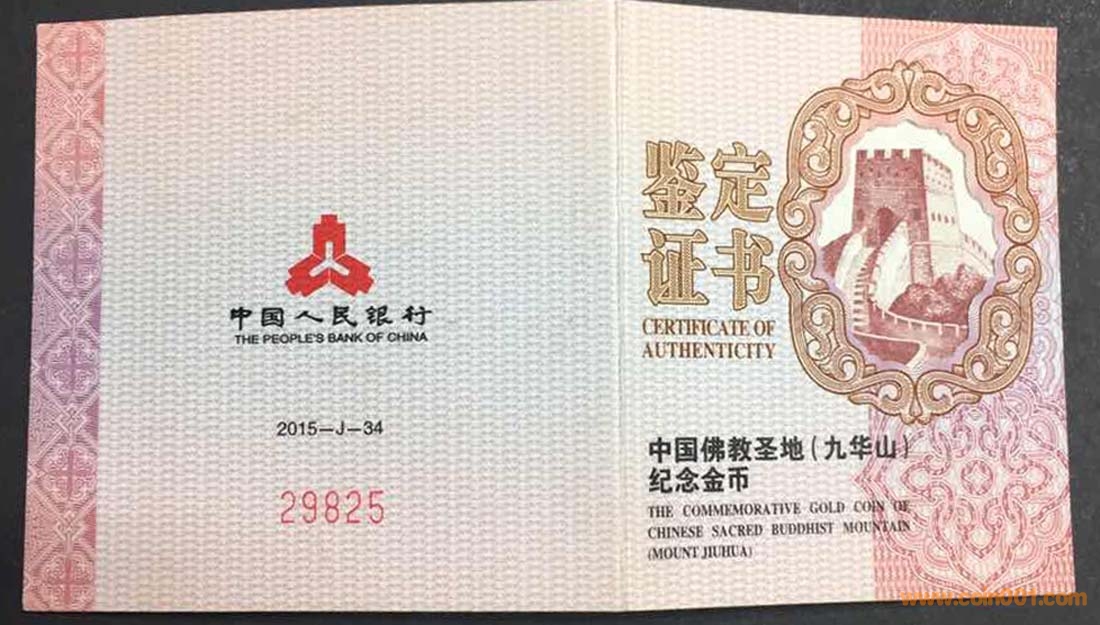 中国人民银行
THE PEOPLE'S BANK OF CHINA
2015—J—34
29825
鉴定
证书
CERTIFICATE OF
AUTHENTICITY
中国佛教圣地(九华山)
纪念金币
THE COMMEMORATIVE GOLD COIN OF
CHINESE SACRED BUDDHIST MOUNTAIN
(MOUNT JIUHUA)
www.coin001.com